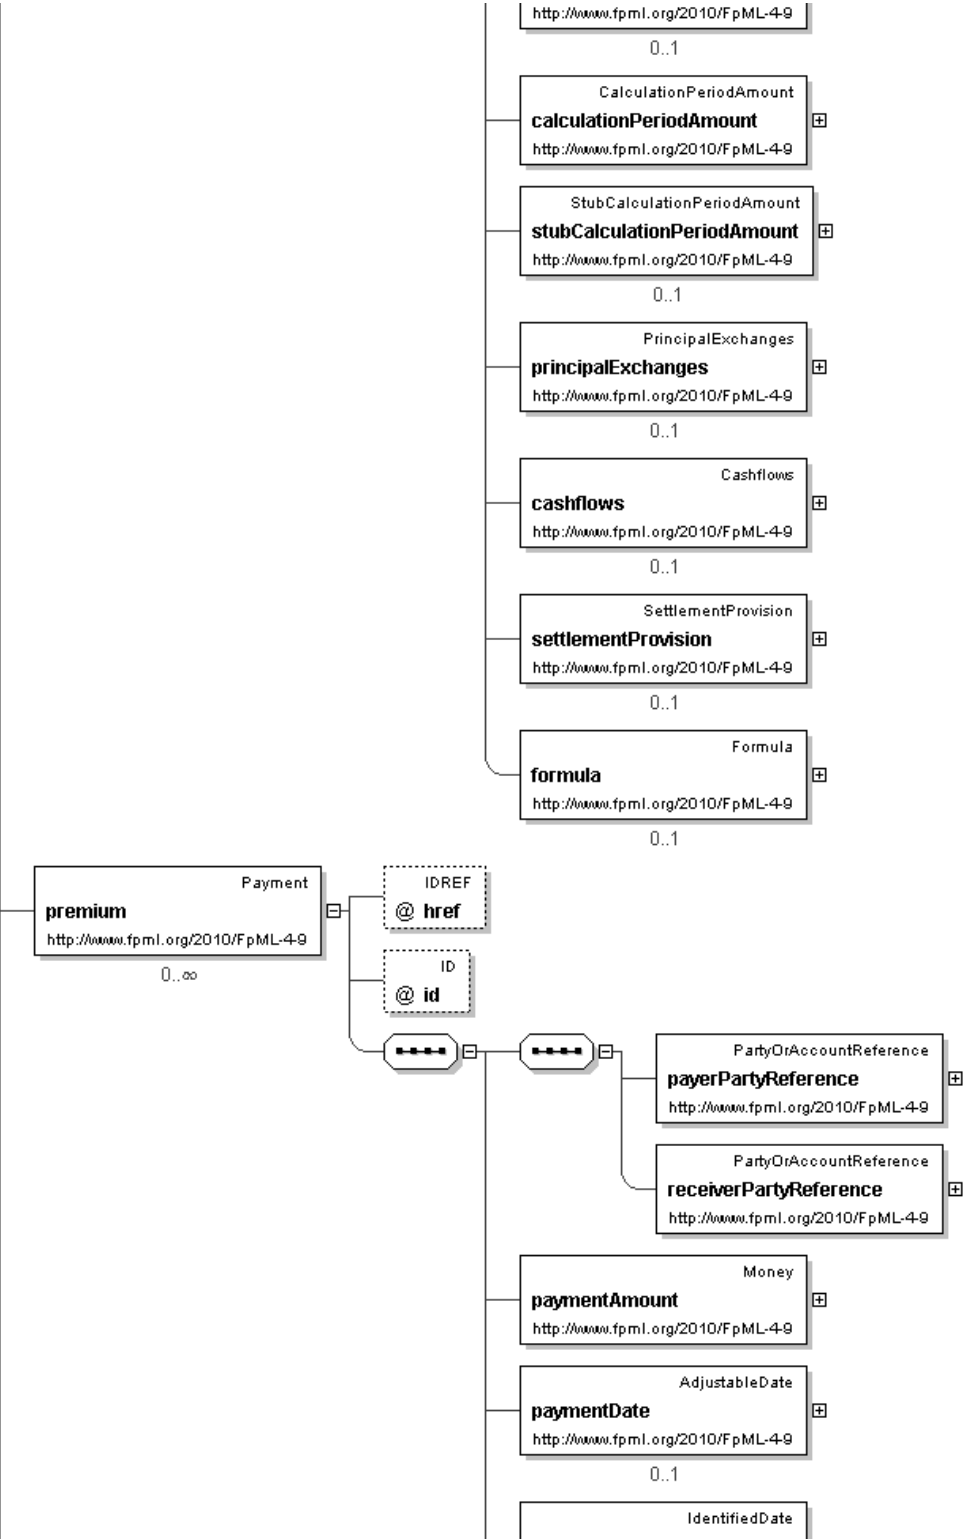 http://www.fpml.org/2010/FpML-4-9
0..1
CalculationPeriodAmount
calculationPeriodAmount
http://www.fpml.org/2010/FpML-4-9
StubCalculationPeriodAmount
stubCalculationPeriodAmount
http://www.fpml.org/2010/FpML-4-9
0..1
PrincipalExchanges
principalExchanges
http://www.fpml.org/2010/FpML-4-9
0..1
Cashflows
cashflows
http://www.fpml.org/2010/FpML-4-9
0..1
SettlementProvision
settlementProvision
http://www.fpml.org/2010/FpML-4-9
0..1
Formula
formula
http://www.fpml.org/2010/FpML-4-9
0..1
Payment
premium
http://www.fpml.org/2010/FpML-4-9
0..∞
IDREF
@ href
ID
@ id
PartyOrAccountReference
payerPartyReference
http://www.fpml.org/2010/FpML-4-9
PartyOrAccountReference
receiverPartyReference
http://www.fpml.org/2010/FpML-4-9
Money
paymentAmount
http://www.fpml.org/2010/FpML-4-9
AdjustableDate
paymentDate
http://www.fpml.org/2010/FpML-4-9
0..1
IdentifiedDate